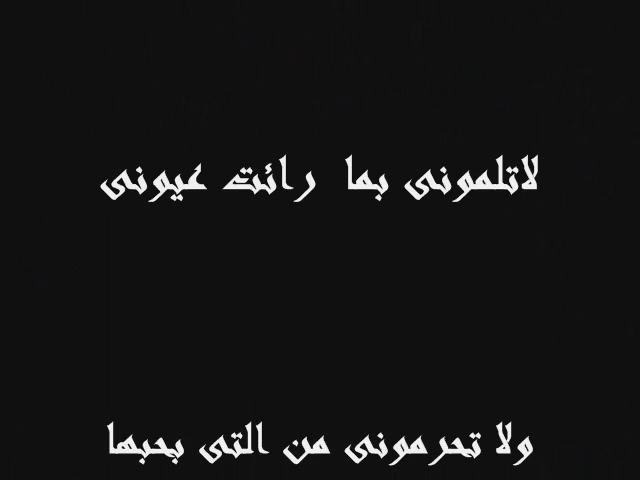 لاتلمونى بما رائت عيونى
ولا تحرمونى من التى بحبها